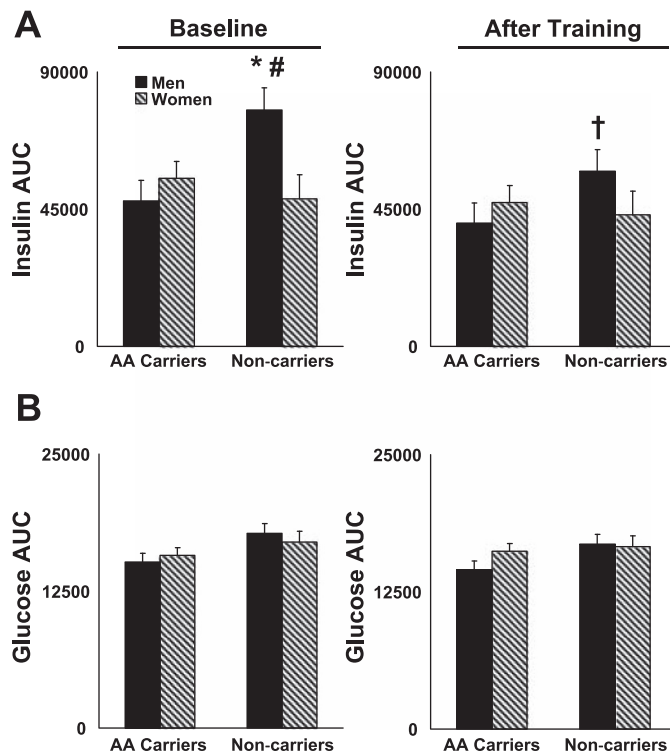 A
Baseline
After Training
90000
* #
Men
Women
Insulin AUC
45000
0
AA Carriers
Non-carriers
90000
†
Insulin AUC
45000
0
AA Carriers
Non-carriers
B
25000
Glucose AUC
12500
0
AA Carriers
Non-carriers
25000
Glucose AUC
12500
0
AA Carriers
Non-carriers